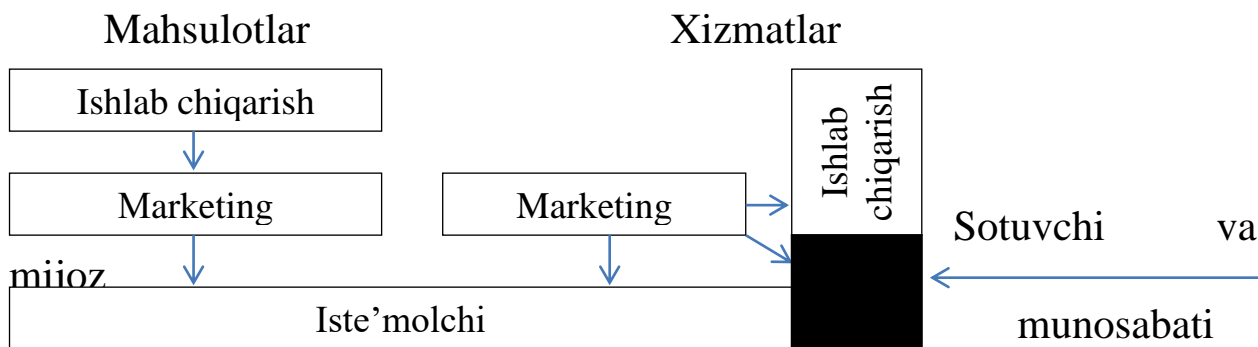 Mahsulotlar Xizmatlar
Ishlab chiqarish
Ishlab
chiqarish
Marketing
Marketing
Sotuvchi va
mijoz
Iste’molchi
munosabati